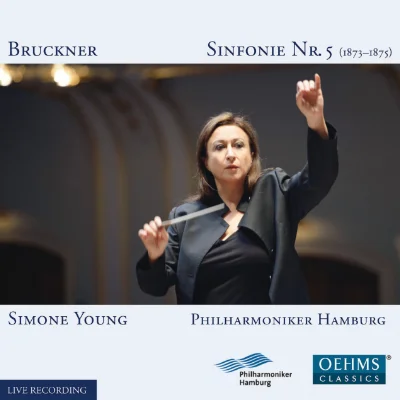 Bruckner Sinfonie Nr. 5 (1873–1875)
Simone Young Philharmoniker Hamburg
Philharmoniker
Hamburg
OEHMS®
CLASSICS
LIVE RECORDING